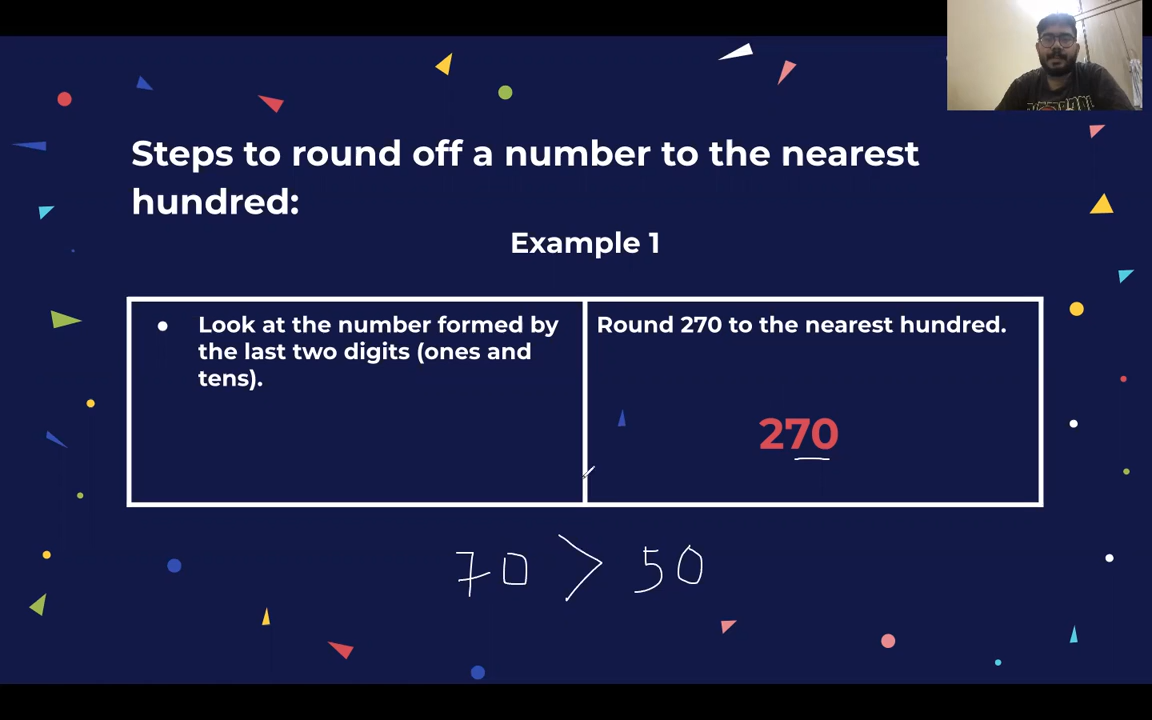 Steps to round off a number to the nearest
hundred:
Example 1
● Look at the number formed by
the last two digits (ones and
tens).
Round 270 to the nearest hundred.
270
70 > 50